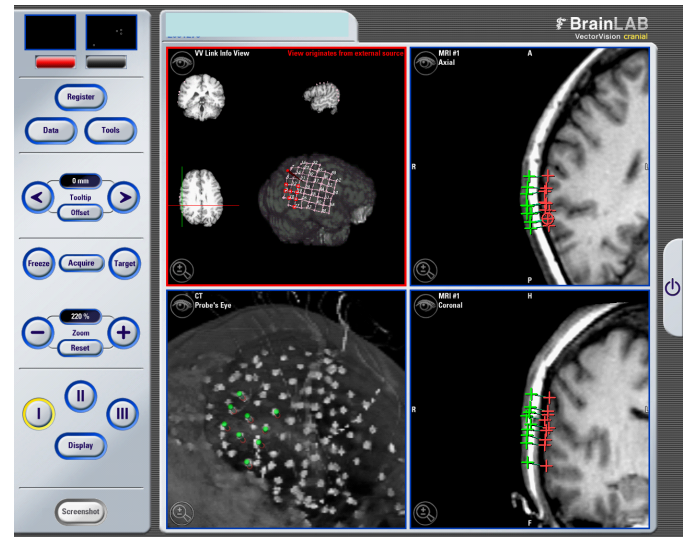 BrainLAB
VectorVision cranial
VV Link Info View
View originates from external source
MRI #1
Axial
A
R
L
P
Register
Data
Tools
0 mm
Tooltip
Offset
Freeze
Acquire
Target
220 %
Zoom
Reset
I
II
III
Display
Screenshot
CT
Probe's Eye
MRI #1
Coronal
H
R
L
F